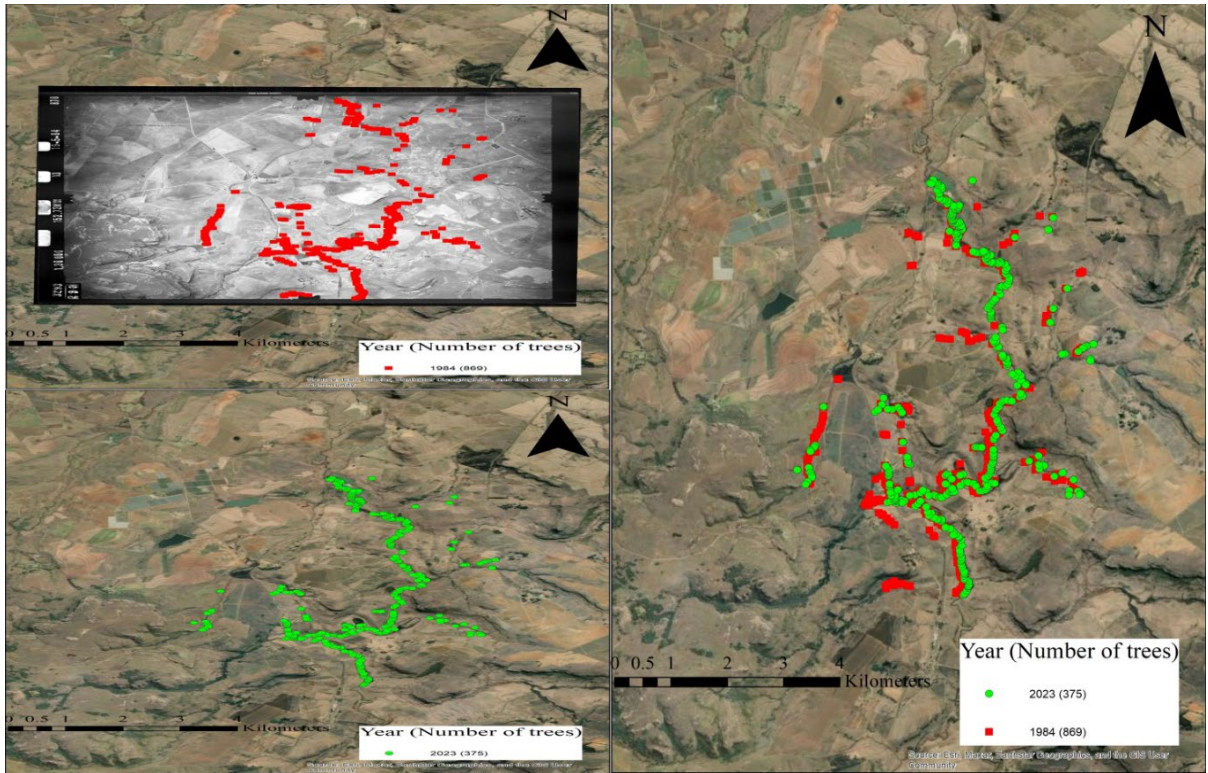 N
0 0.5 1 2 3 4
Kilometers
Year (Number of trees)
1984 (869)
N
0 0.5 1 2 3 4
Kilometers
Year (Number of trees)
2023 (375)
N
0 0.5 1 2 3 4
Kilometers
Year (Number of trees)
2023 (375)
1984 (869)
Source: Esri, Maxar, Earthstar Geographics, and the GIS User
Community